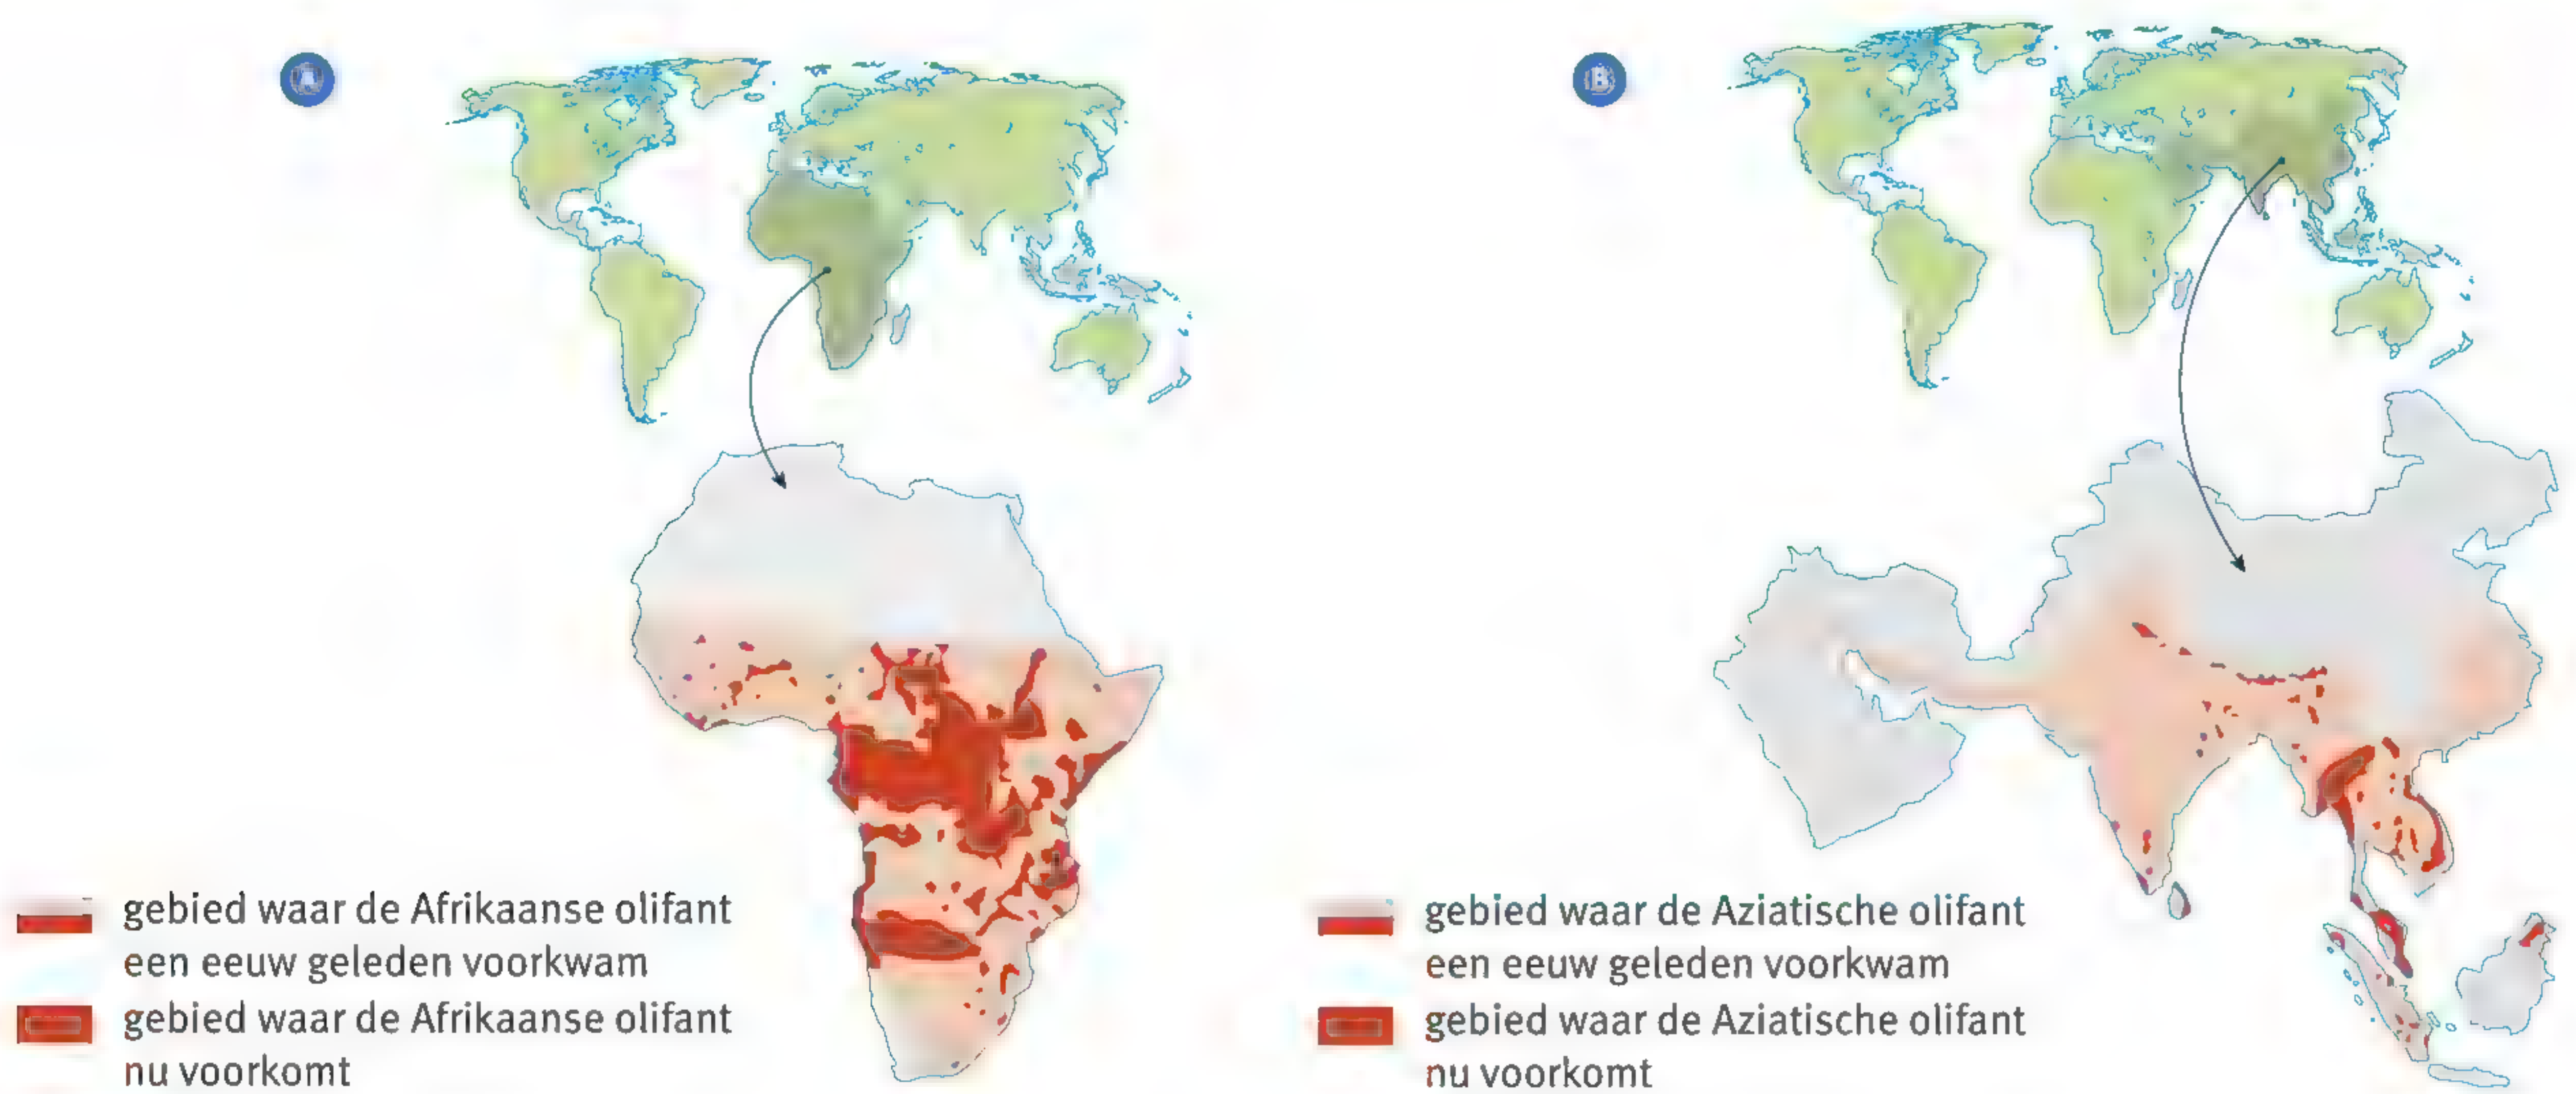 A
B
gebied waar de Afrikaanse olifant
een eeuw geleden voorkwam
gebied waar de Afrikaanse olifant
nu voorkomt
gebied waar de Aziatische olifant
een eeuw geleden voorkwam
gebied waar de Aziatische olifant
nu voorkomt